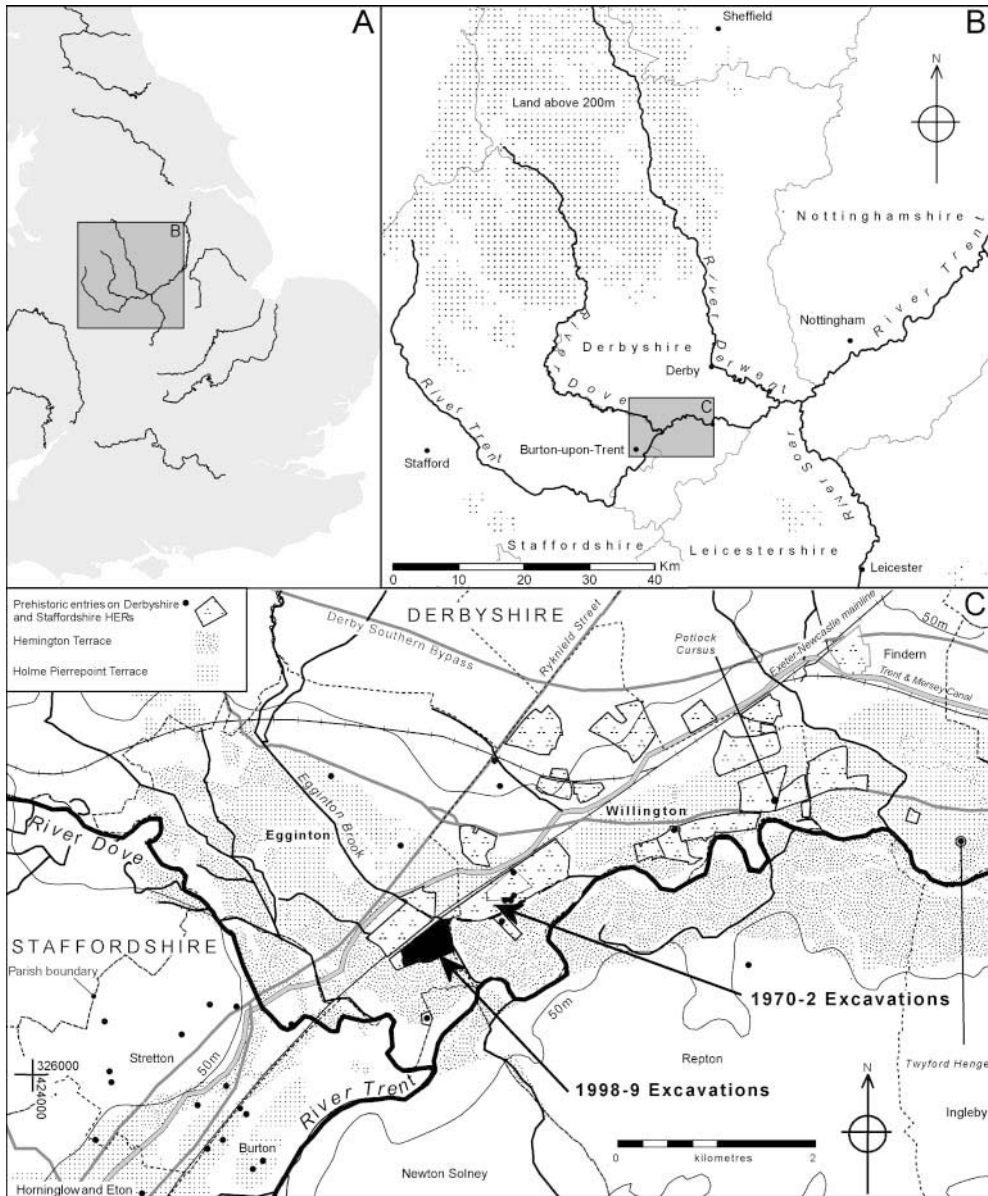 A
B
Sheffield
B
N
Land above 200m
Nottinghamshire
River Trent
River Derwent
Nottingham
Derbyshire
Derby
River Dove
C
River Trent
Burton-upon-Trent
Stafford
River Soar
Staffordshire
Leicestershire
Leicester
Km
0 10 20 30 40
C
Prehistoric entries on Derbyshire
and Staffordshire HERs
Hemington Terrace
Holme Pierrepoint Terrace
DERBYSHIRE
Derby Southern Bypass
Ryknield Street
Potlock
Cursus
Exeter-Newcastle mainline
50m
Findern
Trent & Mersey Canal
Egginton Brook
Egginton
Willington
River Dove
STAFFORDSHIRE
Parish boundary
1970-2 Excavations
50m
Stretton
50m
Repton
Twyford Henge
326000
424000
1998-9 Excavations
River Trent
N
Ingleby
Burton
0 kilometres 2
Newton Solney
Horninglow and Eton